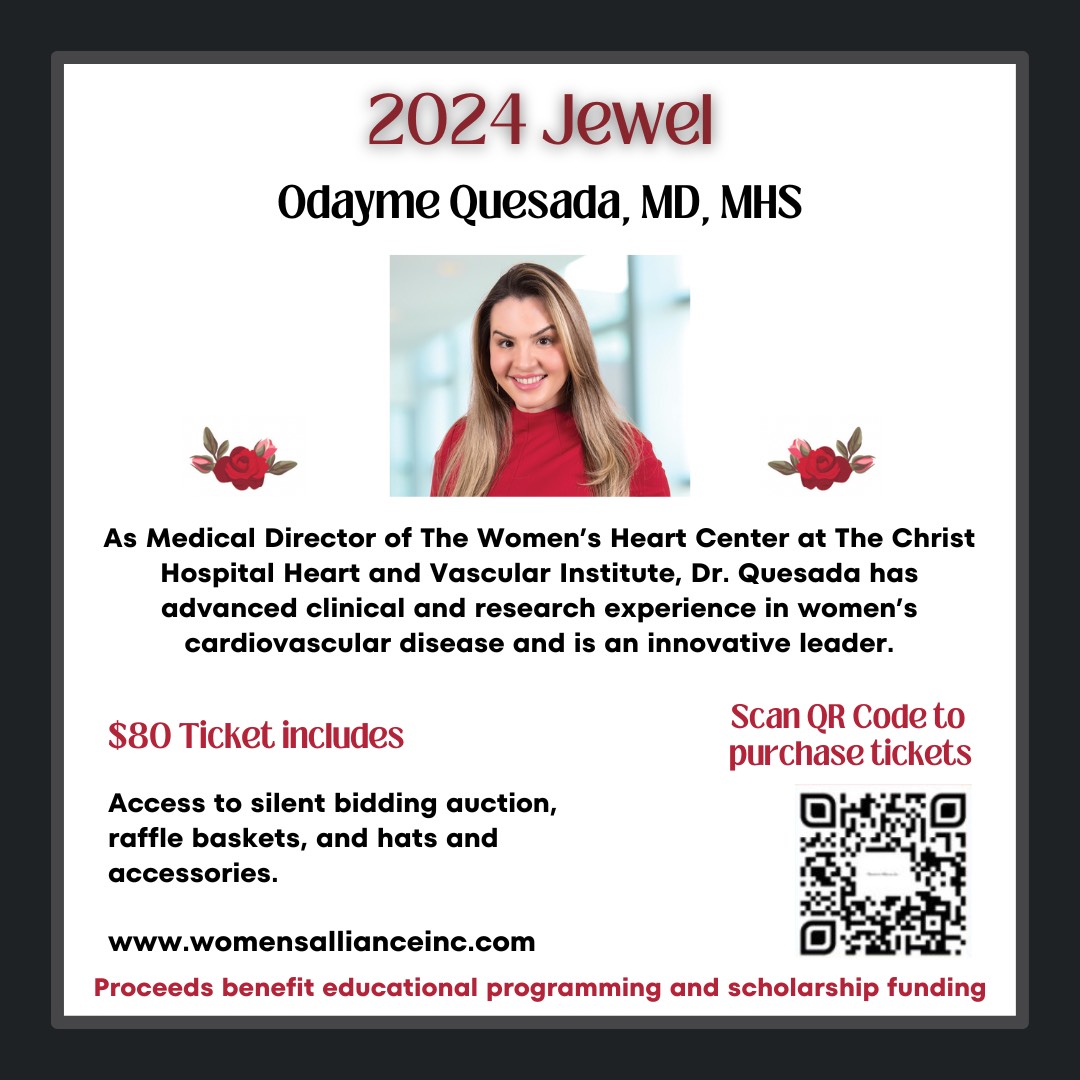 2024 Jewel
Odayme Quesada, MD, MHS
As Medical Director of The Women’s Heart Center at The Christ
Hospital Heart and Vascular Institute, Dr. Quesada has
advanced clinical and research experience in women’s
cardiovascular disease and is an innovative leader.
$80 Ticket includes
Access to silent bidding auction,
raffle baskets, and hats and
accessories.
www.womensallianceinc.com
Scan QR Code to
purchase tickets
Proceeds benefit educational programming and scholarship funding